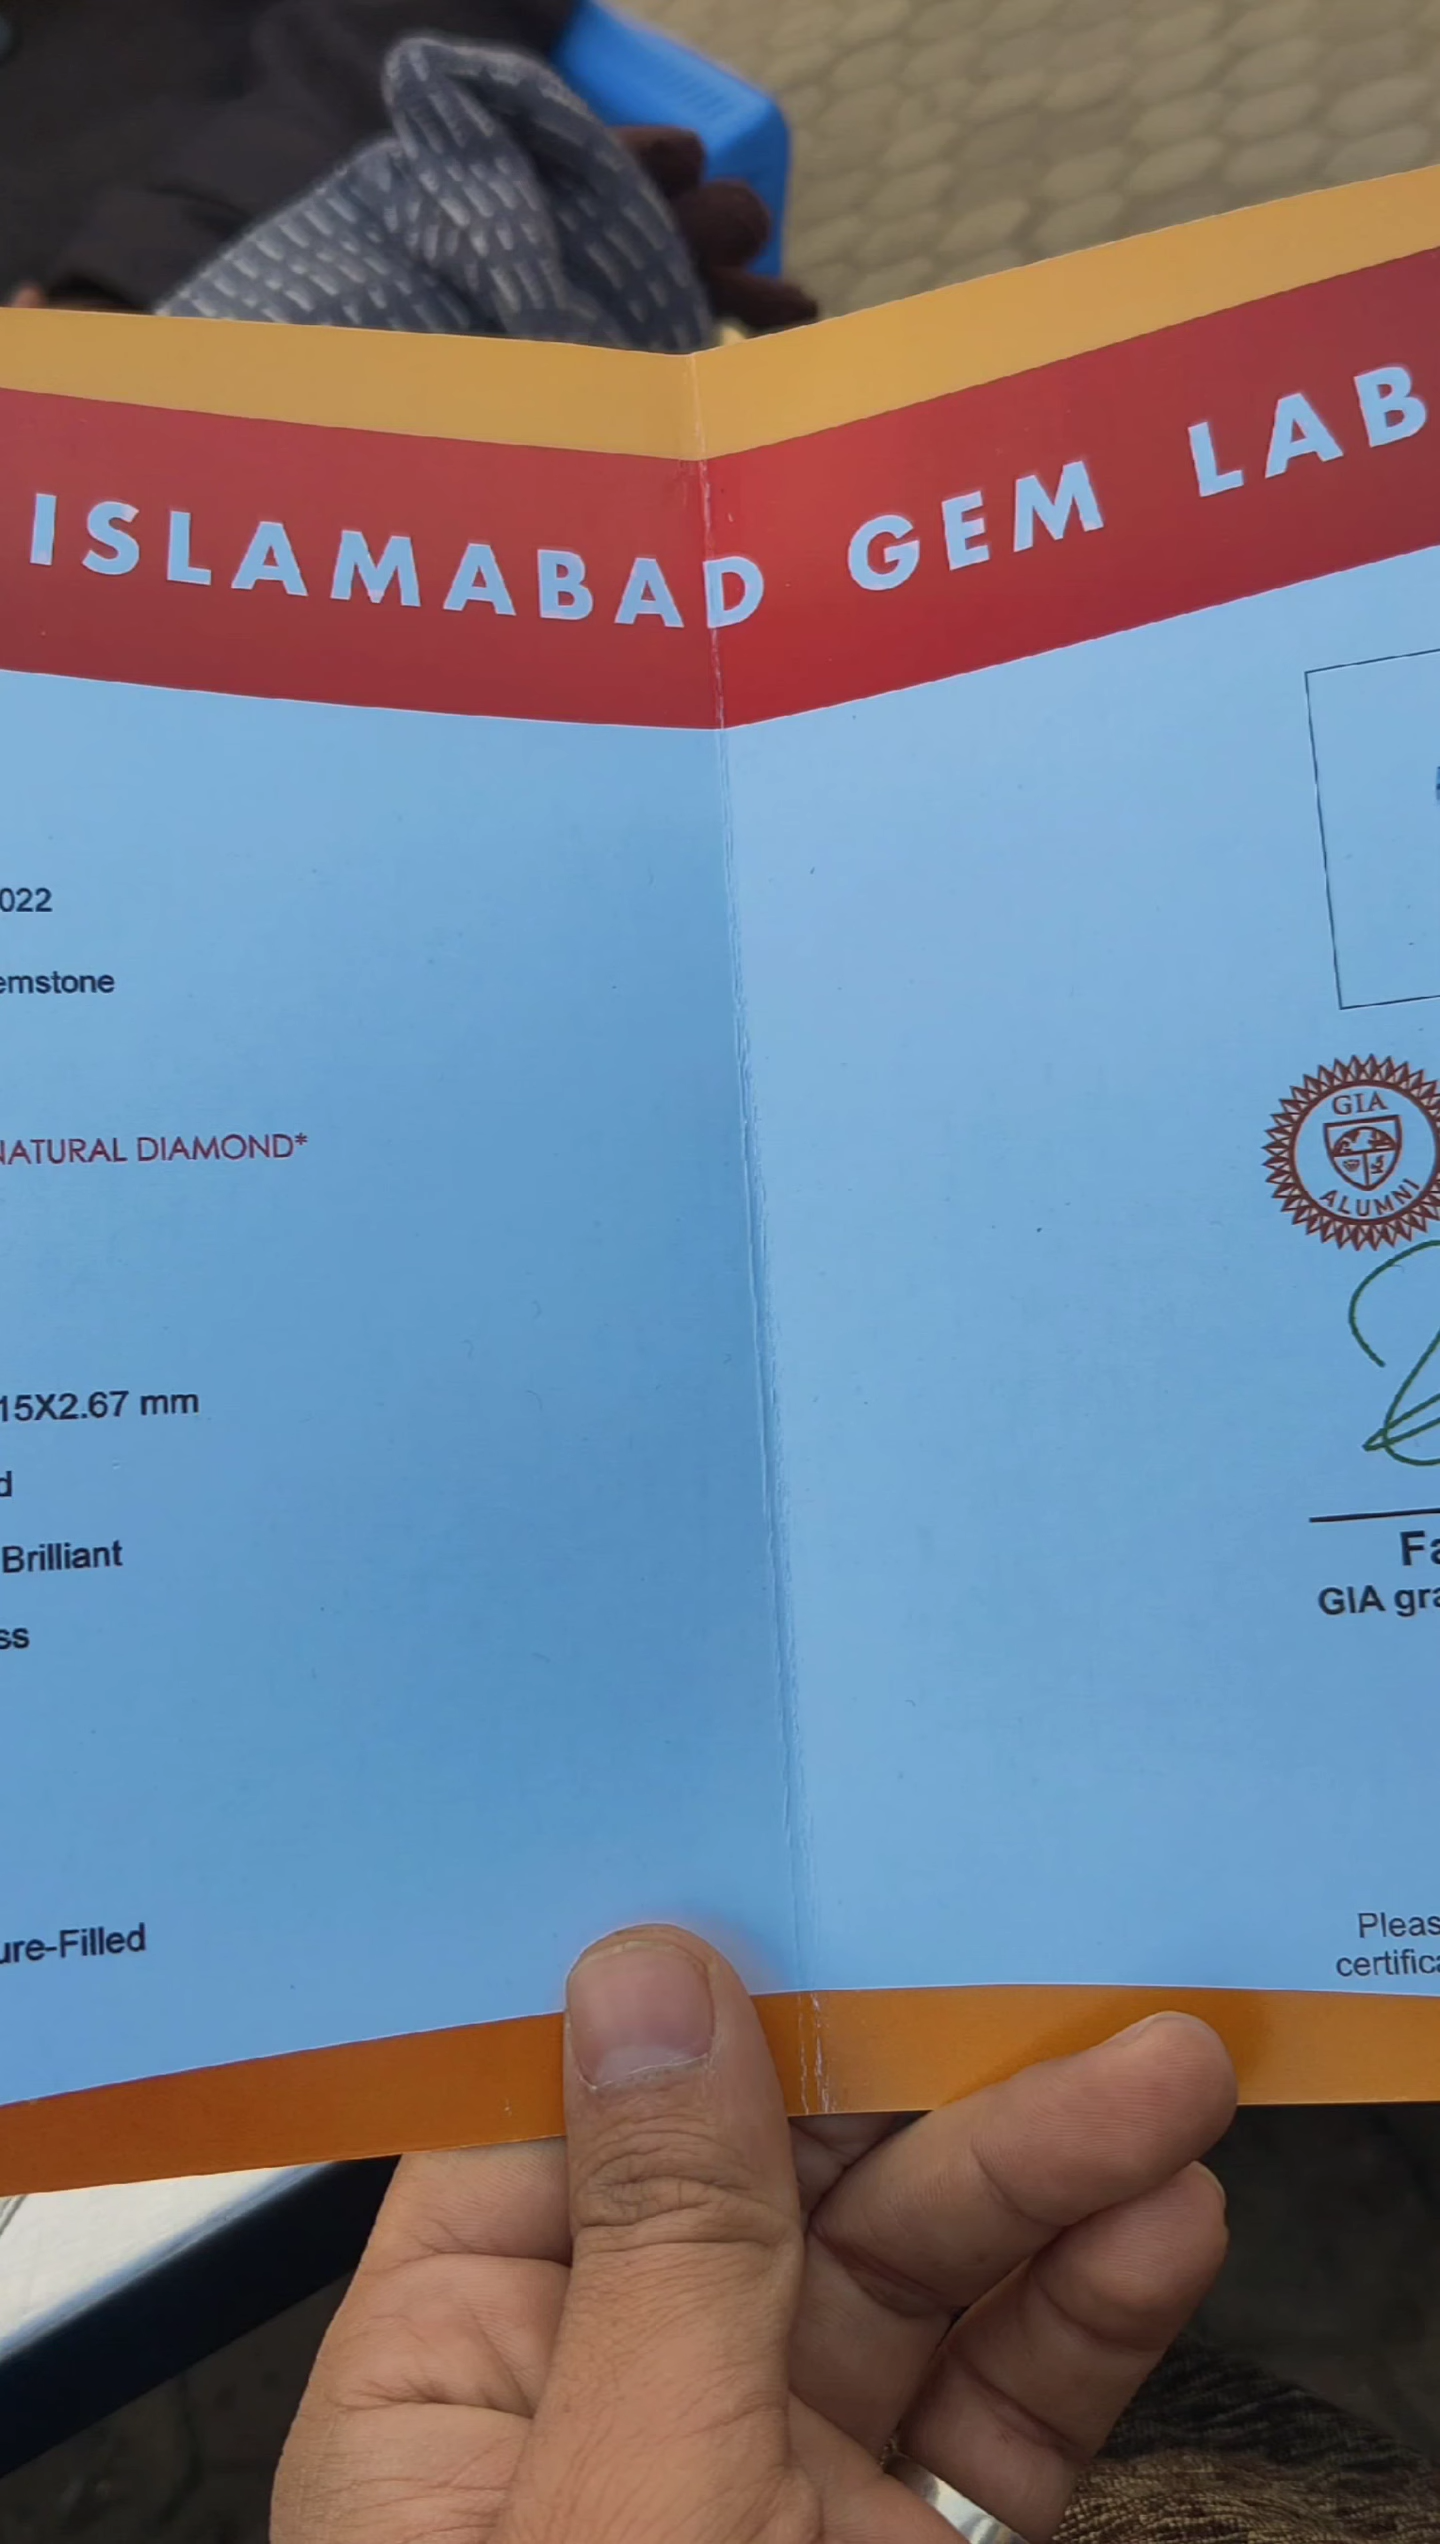 ISLAMABAD GEM LAB
022
emstone
NATURAL DIAMOND*
15X2.67 mm
d
Brilliant
ss
ure-Filled
GIA
ALUMNI
Fa
GIA gra
Pleas
certifica